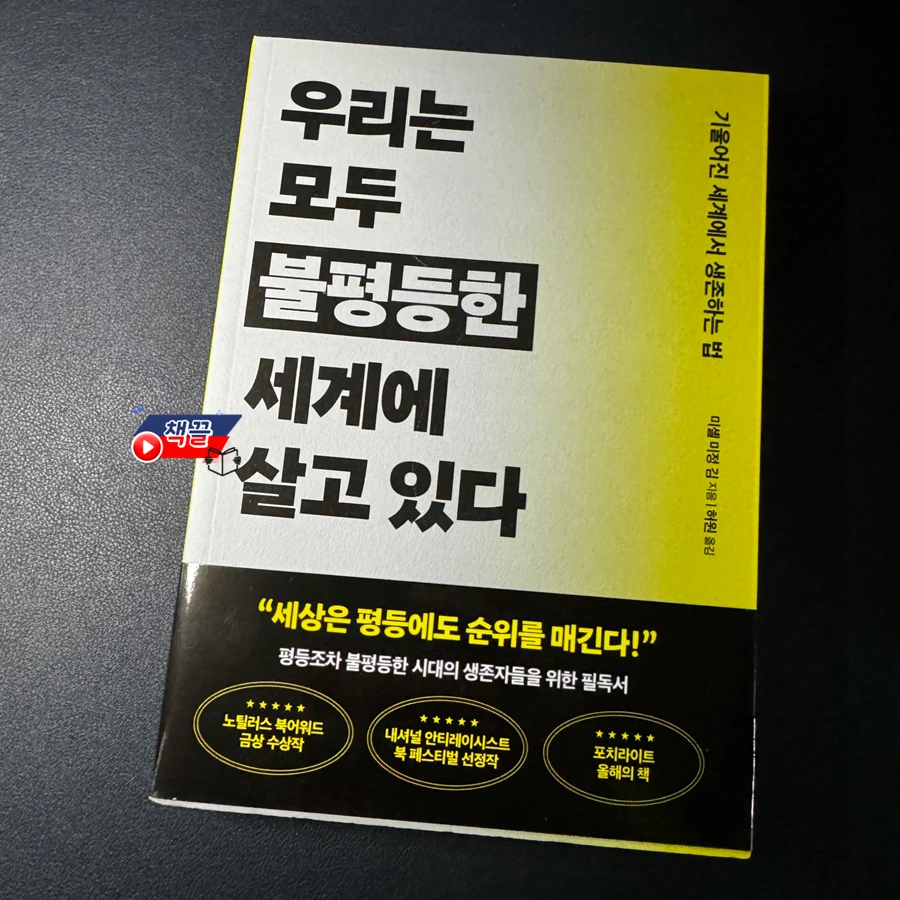 우리는
모두
불평등한
세계에
살고 있다
기울어진 세계에서 생존하는 법
미셸 미정 김 지음 | 허원 옮김
책끌
“세상은 평등에도 순위를 매긴다!”
평등조차 불평등한 시대의 생존자들을 위한 필독서
★★★★★
노틸러스 북어워드
금상 수상작
★★★★★
내셔널 안티레이시스트
북 페스티벌 선정작
★★★★★
포치라이트
올해의 책